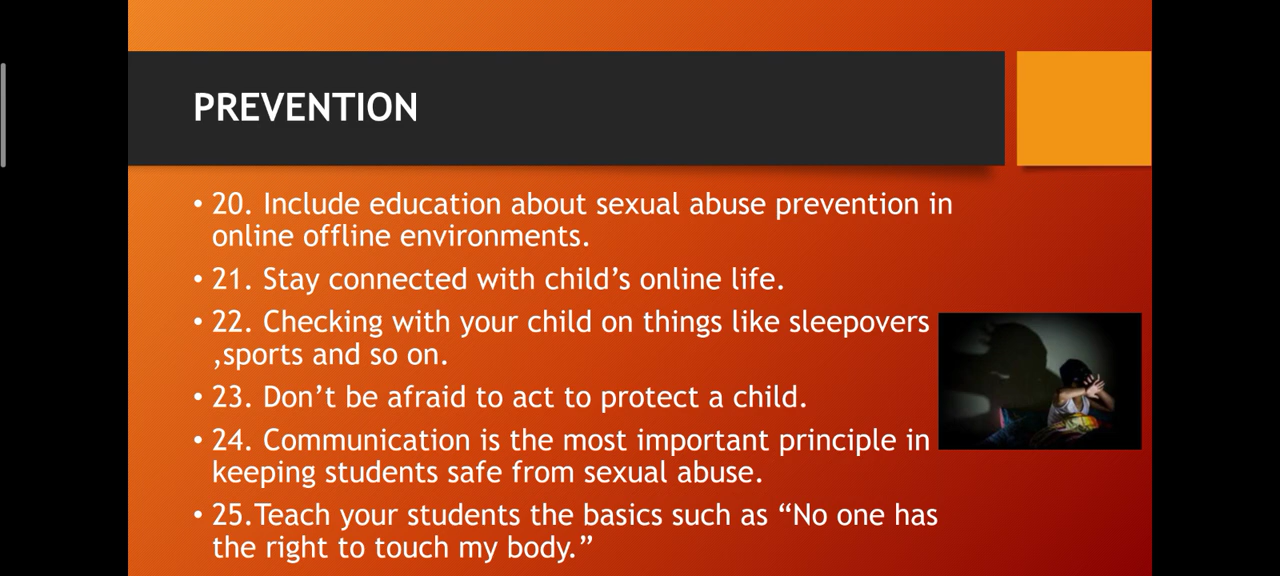 PREVENTION
• 20. Include education about sexual abuse prevention in
online offline environments.
• 21. Stay connected with child’s online life.
• 22. Checking with your child on things like sleepovers
,sports and so on.
• 23. Don’t be afraid to act to protect a child.
• 24. Communication is the most important principle in
keeping students safe from sexual abuse.
• 25.Teach your students the basics such as “No one has
the right to touch my body.”